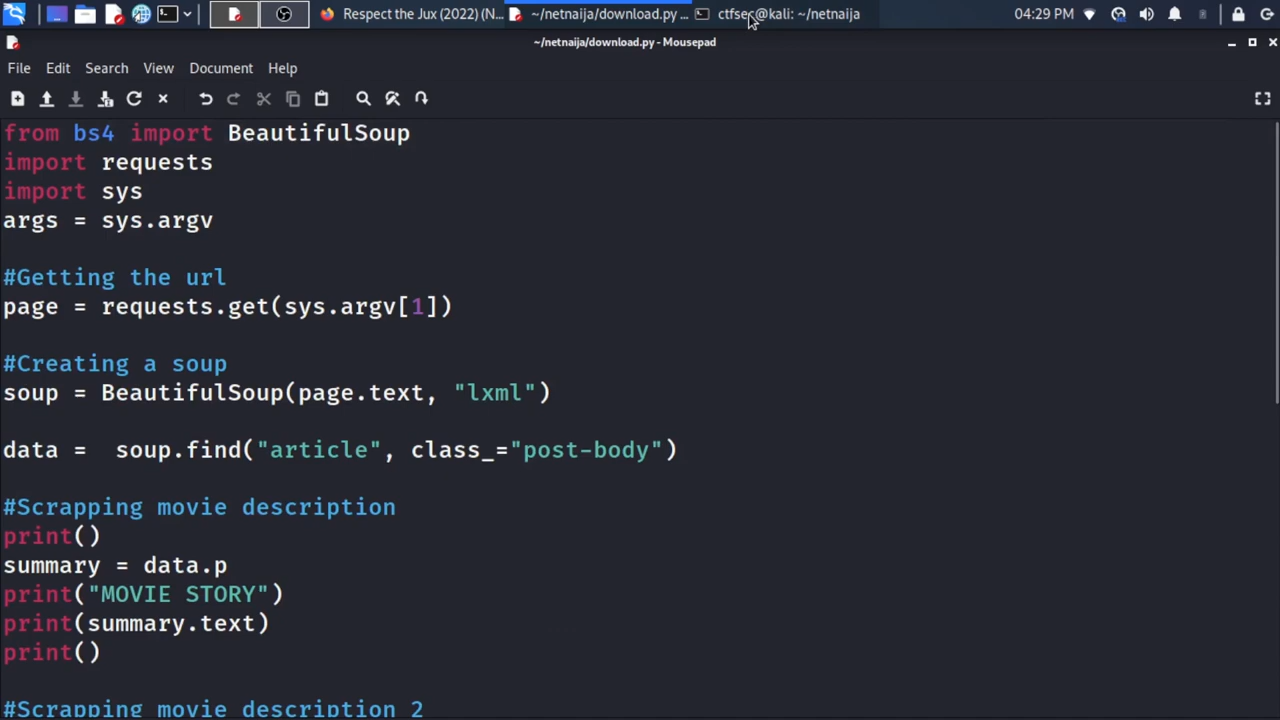 Respect the Jux (2022) (N...
~/netnaija/download.py ...
ctfsec@kali: ~/netnaija
04:29 PM
~/netnaija/download.py - Mousepad
File Edit Search View Document Help
from bs4 import BeautifulSoup
import requests
import sys
args = sys.argv
#Getting the url
page = requests.get(sys.argv[1])
#Creating a soup
soup = BeautifulSoup(page.text, "lxml")
data =  soup.find("article", class_="post-body")
#Scrapping movie description
print()
summary = data.p
print("MOVIE STORY")
print(summary.text)
print()
#Scrapping movie description 2